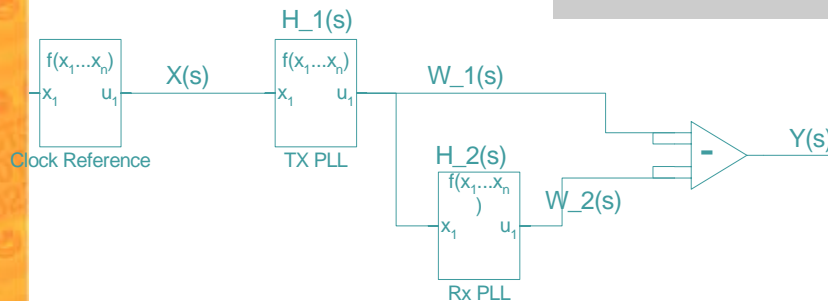 H_1(s)
f(x₁...xₙ)
x₁
u₁
Clock Reference
X(s)
f(x₁...xₙ)
x₁
u₁
TX PLL
W_1(s)
H_2(s)
f(x₁...xₙ
)
x₁
u₁
Rx PLL
W_2(s)
-
Y(s)